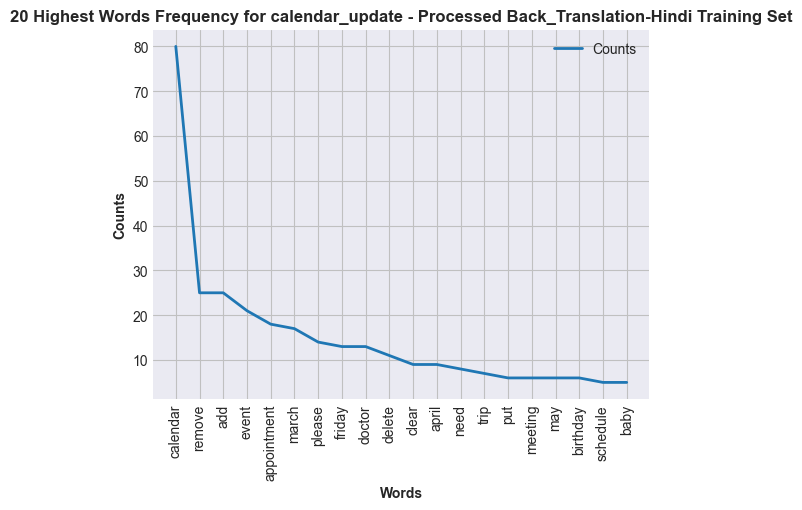 20 Highest Words Frequency for calendar_update - Processed Back_Translation-Hindi Training Set
Counts
80
70
60
50
40
30
20
10
Counts
calendar
remove
add
event
appointment
march
please
friday
doctor
delete
clear
april
need
trip
put
meeting
may
birthday
schedule
baby
Words